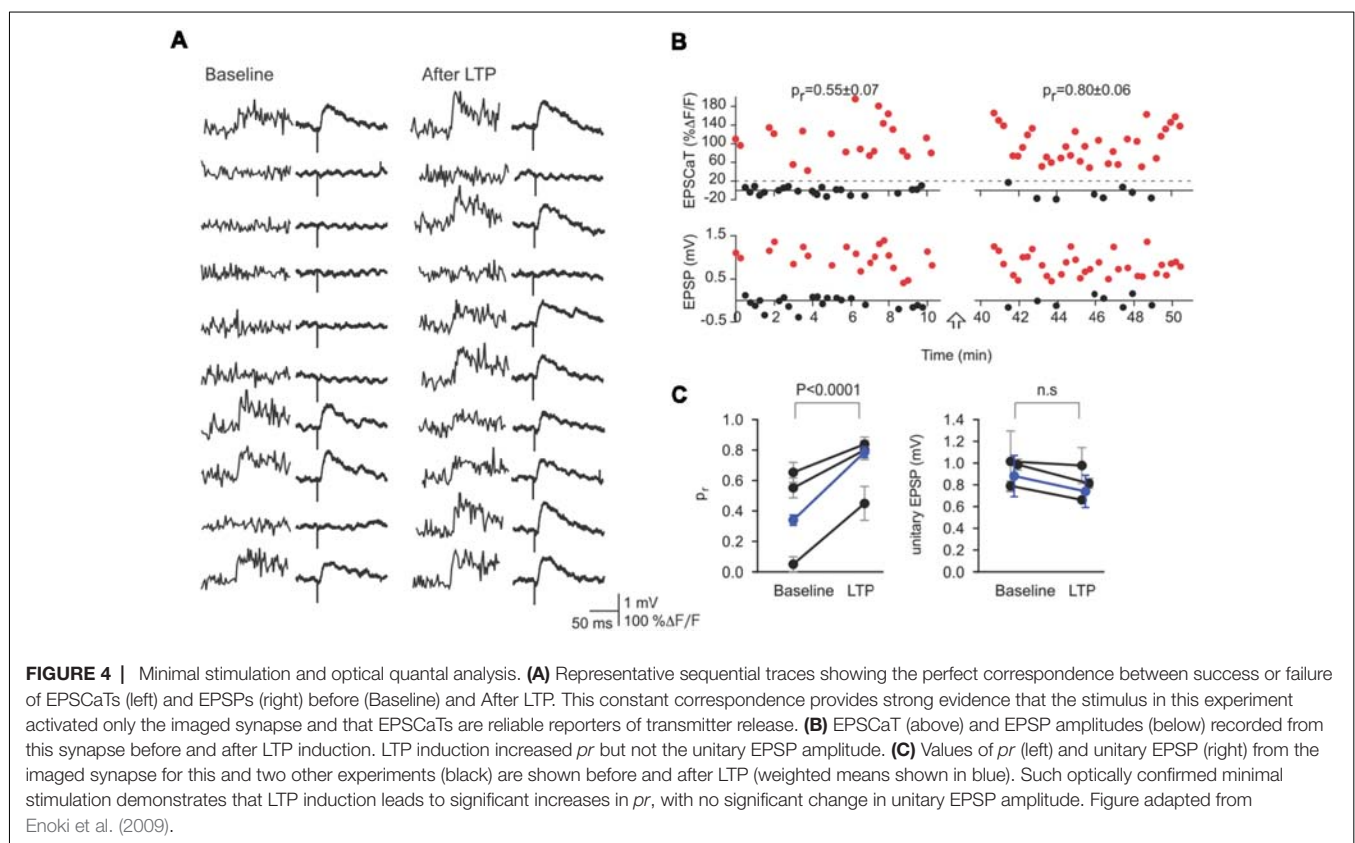 A
Baseline
After LTP
50 ms
1 mV
100 %ΔF/F
B
pr=0.55±0.07
pr=0.80±0.06
EPSCaT (%ΔF/F)
180
140
100
60
20
-20
EPSP (mV)
1.5
0.5
-0.5
0 2 4 6 8 10 40 42 44 46 48 50
Time (min)
C
P<0.0001
pr
1.0
0.8
0.6
0.4
0.2
0.0
Baseline LTP
n.s
unitary EPSP (mV)
1.4
1.2
1.0
0.8
0.6
0.4
0.2
0.0
Baseline LTP
FIGURE 4 | Minimal stimulation and optical quantal analysis. (A) Representative sequential traces showing the perfect correspondence between success or failure
of EPSCaTs (left) and EPSPs (right) before (Baseline) and After LTP. This constant correspondence provides strong evidence that the stimulus in this experiment
activated only the imaged synapse and that EPSCaTs are reliable reporters of transmitter release. (B) EPSCaT (above) and EPSP amplitudes (below) recorded from
this synapse before and after LTP induction. LTP induction increased pr but not the unitary EPSP amplitude. (C) Values of pr (left) and unitary EPSP (right) from the
imaged synapse for this and two other experiments (black) are shown before and after LTP (weighted means shown in blue). Such optically confirmed minimal
stimulation demonstrates that LTP induction leads to significant increases in pr, with no significant change in unitary EPSP amplitude. Figure adapted from
Enoki et al. (2009).